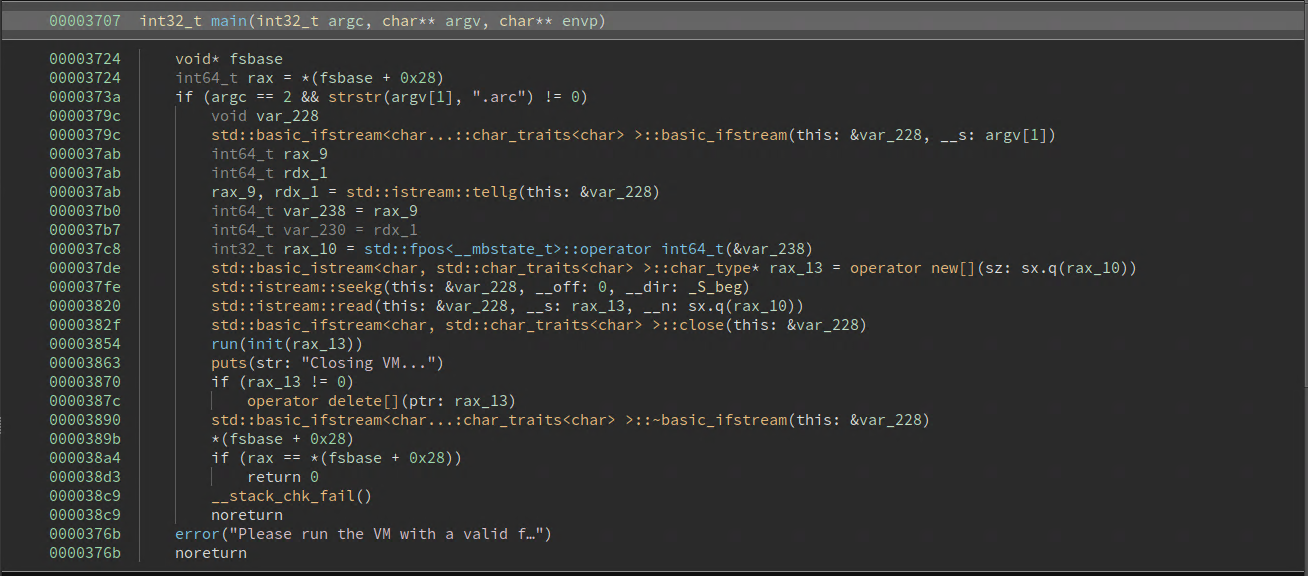 00003707 int32_t main(int32_t argc, char** argv, char** envp)
00003724 void* fsbase
00003724 int64_t rax = *(fsbase + 0x28)
0000373a if (argc == 2 && strstr(argv[1], ".arc") != 0)
0000379c void var_228
0000379c std::basic_ifstream<char...::char_traits<char> >::basic_ifstream(this: &var_228, __s: argv[1])
000037ab int64_t rax_9
000037ab int64_t rdx_1
000037ab rax_9, rdx_1 = std::istream::tellg(this: &var_228)
000037b0 int64_t var_238 = rax_9
000037b7 int64_t var_230 = rdx_1
000037c8 int32_t rax_10 = std::fpos<__mbstate_t>::operator int64_t(&var_238)
000037de std::basic_istream<char, std::char_traits<char> >::char_type* rax_13 = operator new[](sz: sx.q(rax_10))
000037fe std::istream::seekg(this: &var_228, __off: 0, __dir: _S_beg)
00003820 std::istream::read(this: &var_228, __s: rax_13, __n: sx.q(rax_10))
0000382f std::basic_ifstream<char, std::char_traits<char> >::close(this: &var_228)
00003854 run(init(rax_13))
00003863 puts(str: "Closing VM...")
00003870 if (rax_13 != 0)
0000387c operator delete[](ptr: rax_13)
00003890 std::basic_ifstream<char...:char_traits<char> >::~basic_ifstream(this: &var_228)
0000389b *(fsbase + 0x28)
000038a4 if (rax == *(fsbase + 0x28))
000038d3 return 0
000038c9 __stack_chk_fail()
000038c9 noreturn
0000376b error("Please run the VM with a valid f…")
0000376b noreturn